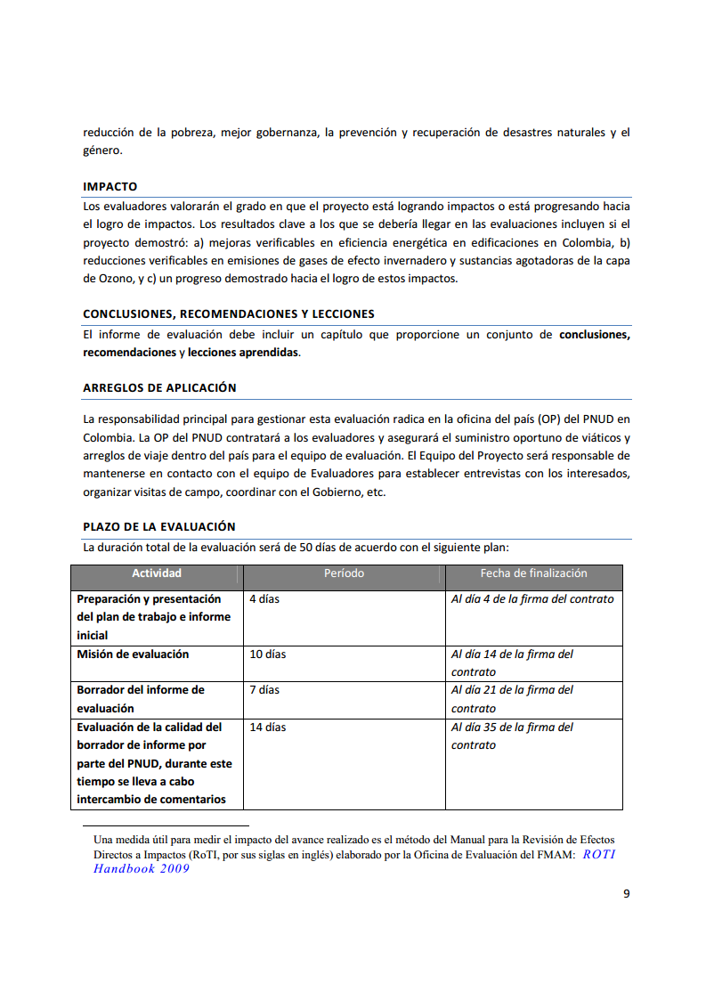 reducción de la pobreza, mejor gobernanza, la prevención y recuperación de desastres naturales y el
género.
IMPACTO
Los evaluadores valorarán el grado en que el proyecto está logrando impactos o está progresando hacia
el logro de impactos. Los resultados clave a los que se debería llegar en las evaluaciones incluyen si el
proyecto demostró: a) mejoras verificables en eficiencia energética en edificaciones en Colombia, b)
reducciones verificables en emisiones de gases de efecto invernadero y sustancias agotadoras de la capa
de Ozono, y c) un progreso demostrado hacia el logro de estos impactos.
CONCLUSIONES, RECOMENDACIONES Y LECCIONES
El informe de evaluación debe incluir un capítulo que proporcione un conjunto de conclusiones,
recomendaciones y lecciones aprendidas.
ARREGLOS DE APLICACIÓN
La responsabilidad principal para gestionar esta evaluación radica en la oficina del país (OP) del PNUD en
Colombia. La OP del PNUD contratará a los evaluadores y asegurará el suministro oportuno de viáticos y
arreglos de viaje dentro del país para el equipo de evaluación. El Equipo del Proyecto será responsable de
mantenerse en contacto con el equipo de Evaluadores para establecer entrevistas con los interesados,
organizar visitas de campo, coordinar con el Gobierno, etc.
PLAZO DE LA EVALUACIÓN
La duración total de la evaluación será de 50 días de acuerdo con el siguiente plan:
Actividad Período Fecha de finalización
Preparación y presentación 4 días Al día 4 de la firma del contrato
del plan de trabajo e informe
inicial
Misión de evaluación 10 días Al día 14 de la firma del
contrato
Borrador del informe de 7 días Al día 21 de la firma del
evaluación contrato
Evaluación de la calidad del 14 días Al día 35 de la firma del
borrador de informe por contrato
parte del PNUD, durante este
tiempo se lleva a cabo
intercambio de comentarios
Una medida útil para medir el impacto del avance realizado es el método del Manual para la Revisión de Efectos
Directos a Impactos (RoTI, por sus siglas en inglés) elaborado por la Oficina de Evaluación del FMAM: ROTI
Handbook 2009
9